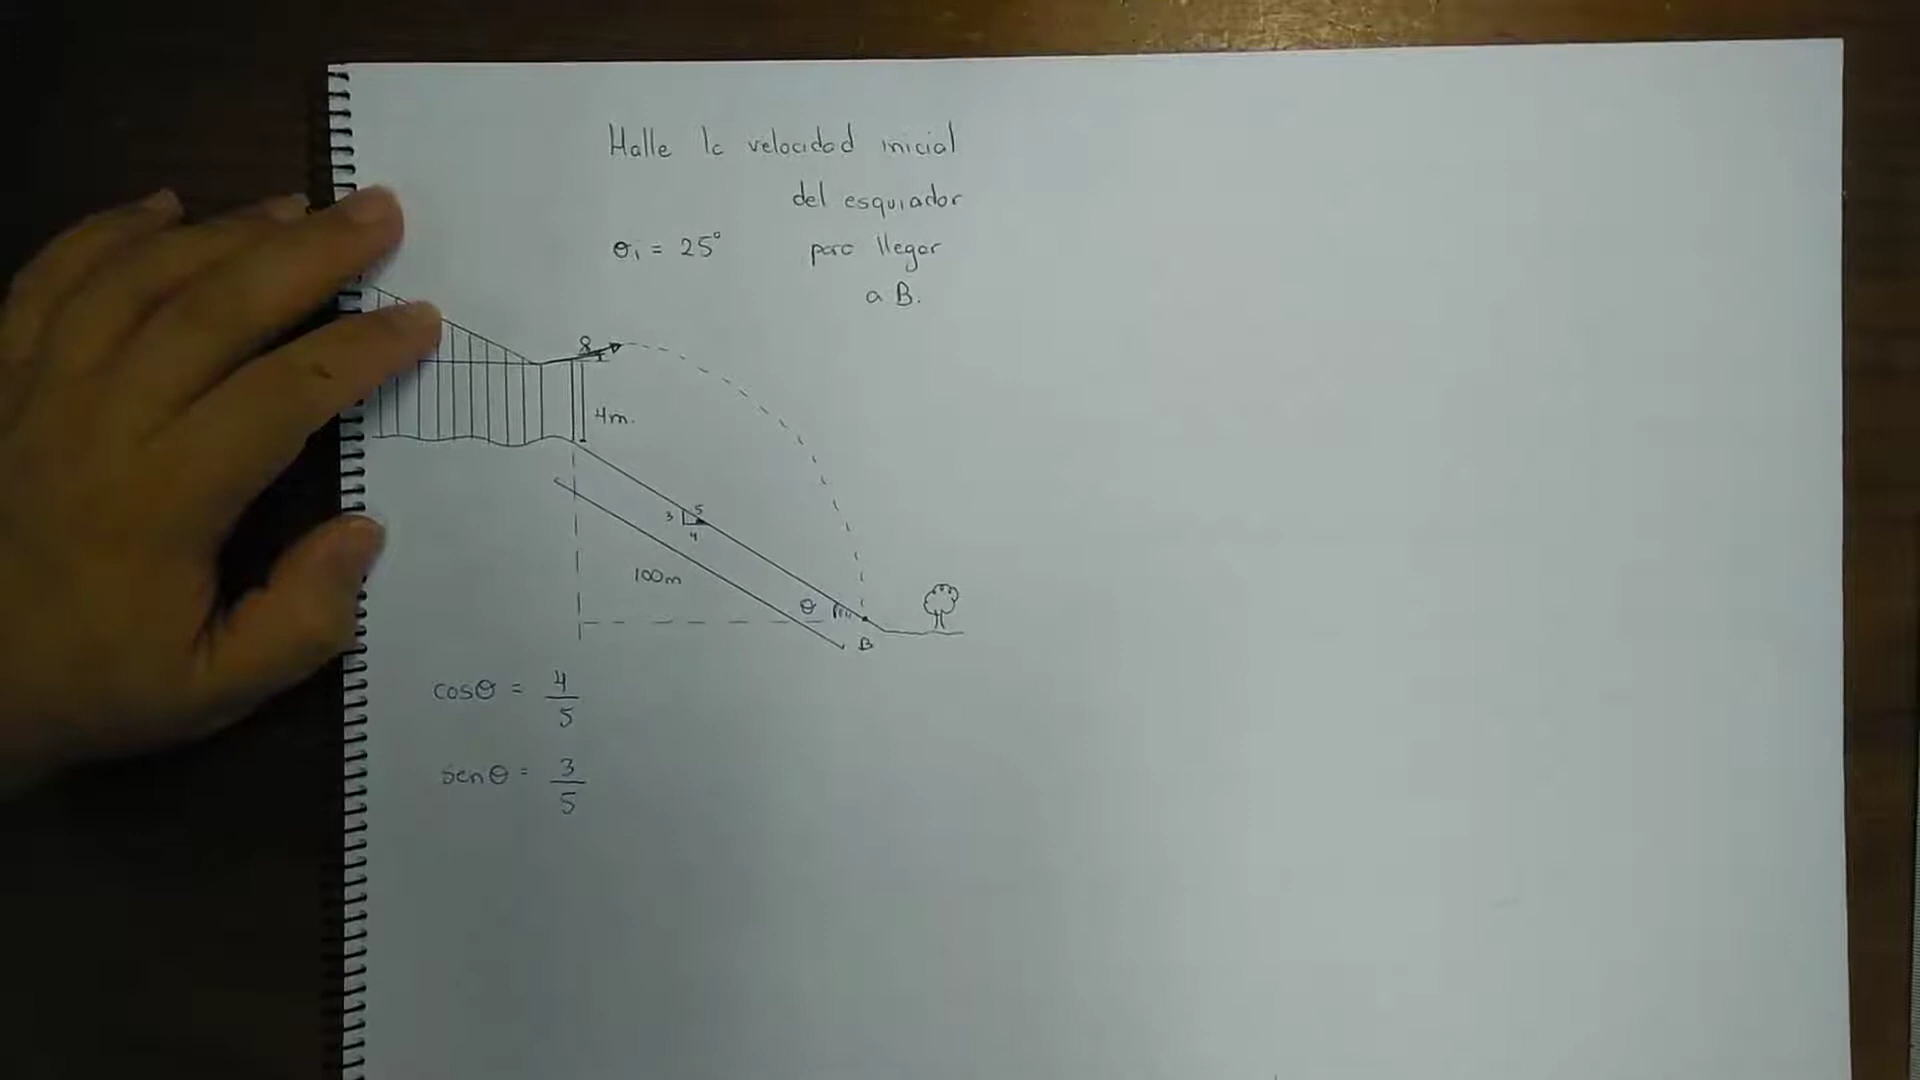 Halle la velocidad inicial
del esquiador
θi = 25° para llegar
a B.
4m.
3 5
4
100m
θ
B
cosθ = 4/5
senθ = 3/5